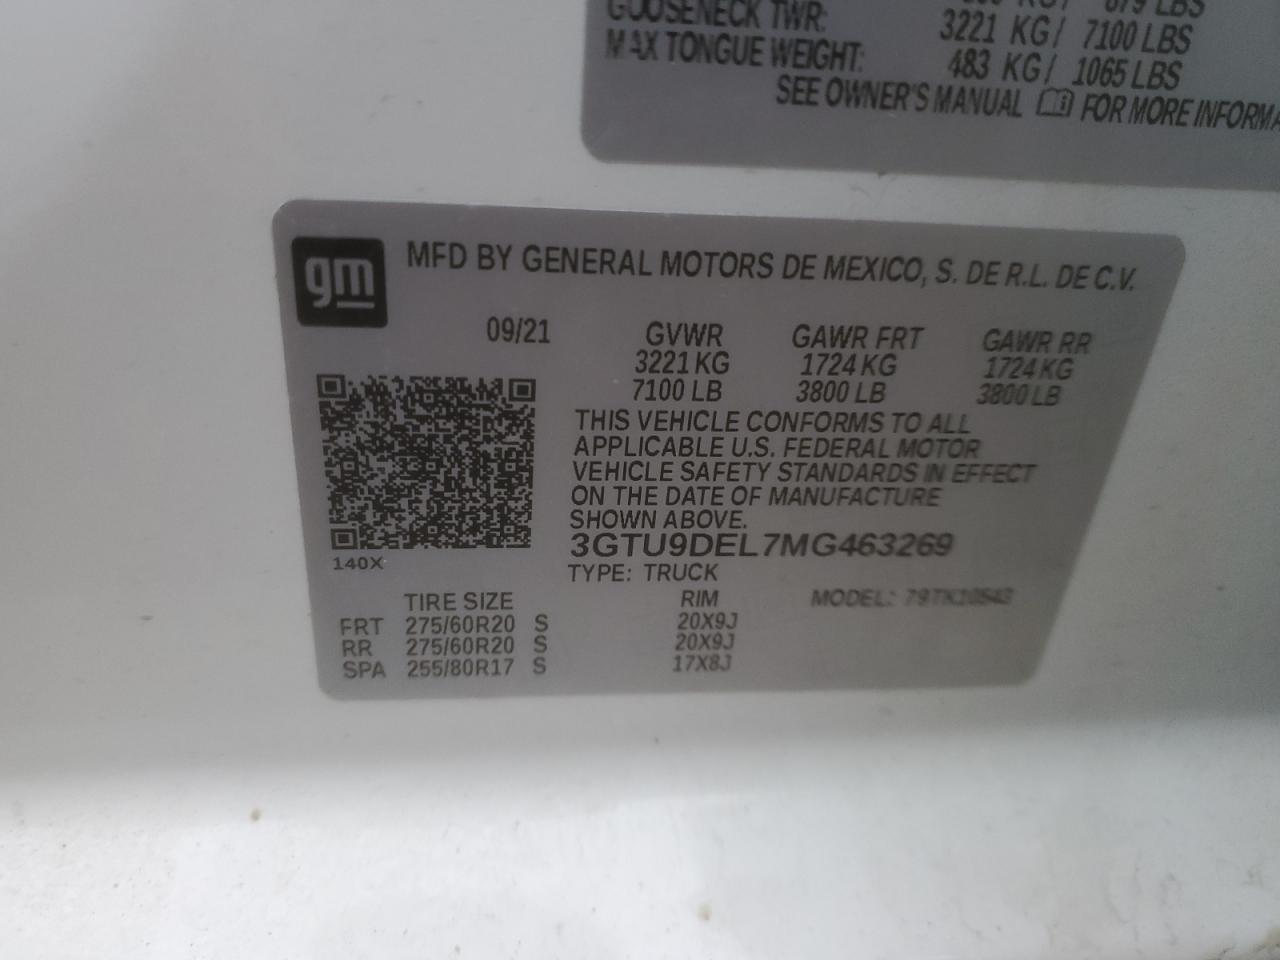 879 LBS
GOOSENECK TWR: 3221 KG/ 7100 LBS
MAX TONGUE WEIGHT: 483 KG/ 1065 LBS
SEE OWNER'S MANUAL FOR MORE INFORMA
gm
MFD BY GENERAL MOTORS DE MEXICO, S. DE R.L. DE C.V.
09/21 GVWR GAWR FRT GAWR RR
3221 KG 1724 KG 1724 KG
7100 LB 3800 LB 3800 LB
THIS VEHICLE CONFORMS TO ALL
APPLICABLE U.S. FEDERAL MOTOR
VEHICLE SAFETY STANDARDS IN EFFECT
ON THE DATE OF MANUFACTURE
SHOWN ABOVE.
3GTU9DEL7MG463269
140X
TYPE: TRUCK
TIRE SIZE RIM MODEL: 79TK10543
FRT 275/60R20 S 20X9J
RR 275/60R20 S 20X9J
SPA 255/80R17 S 17X8J